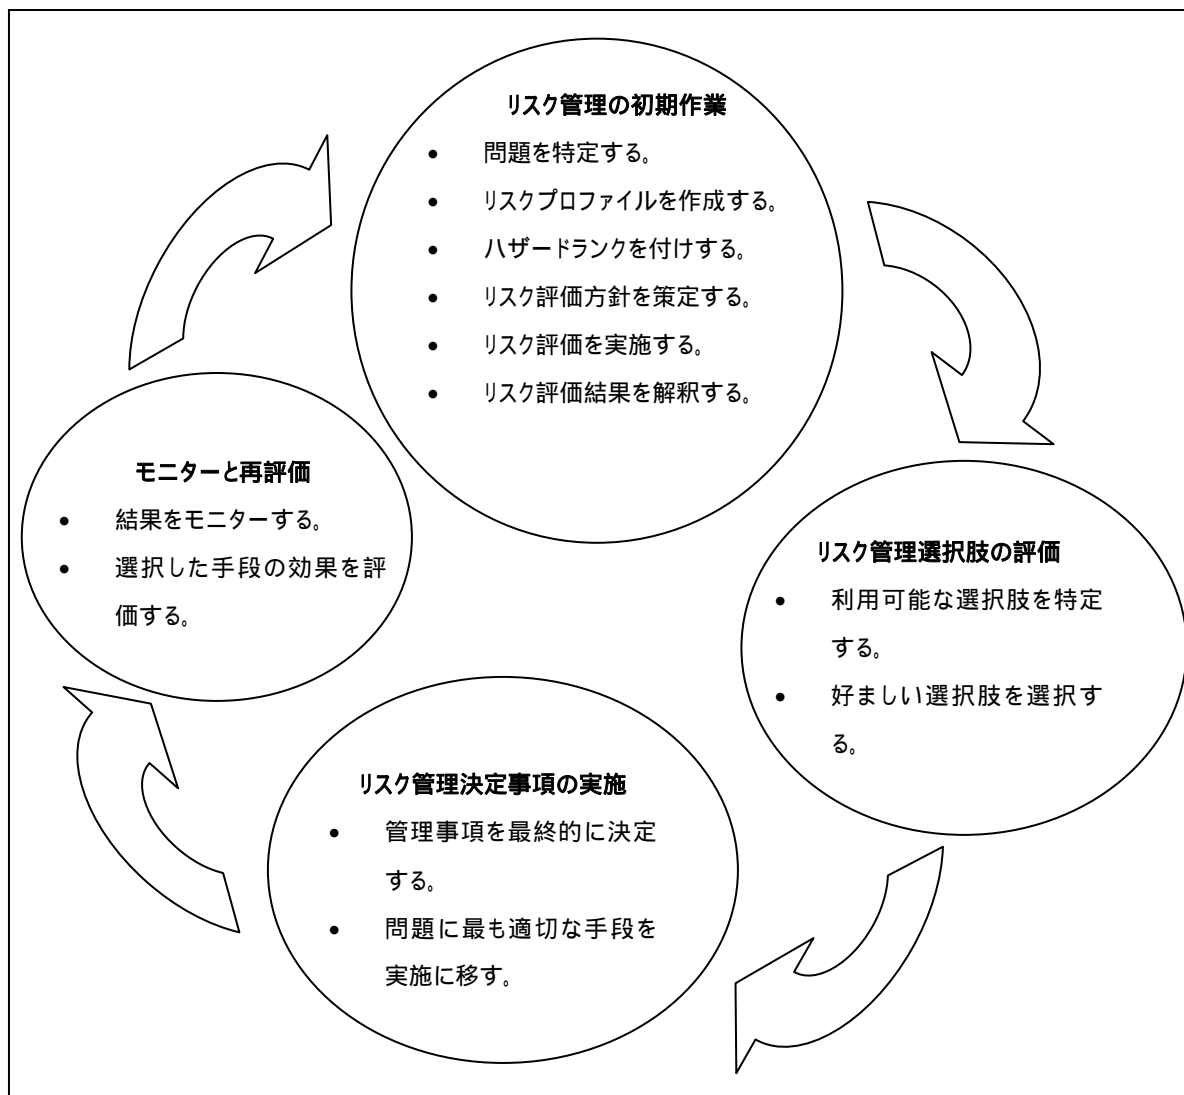 リスク管理の初期作業
• 問題を特定する。
• リスクプロファイルを作成する。
• ハザードランクを付けする。
• リスク評価方針を策定する。
• リスク評価を実施する。
• リスク評価結果を解釈する。
リスク管理選択肢の評価
• 利用可能な選択肢を特定
する。
• 好ましい選択肢を選択す
る。
リスク管理決定事項の実施
• 管理事項を最終的に決定
する。
• 問題に最も適切な手段を
実施に移す。
モニターと再評価
• 結果をモニターする。
• 選択した手段の効果を評
価する。